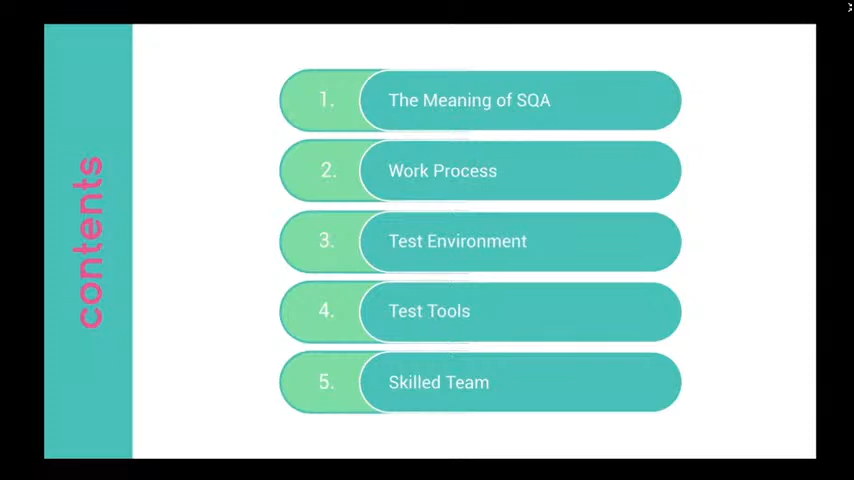 contents
1. The Meaning of SQA
2. Work Process
3. Test Environment
4. Test Tools
5. Skilled Team